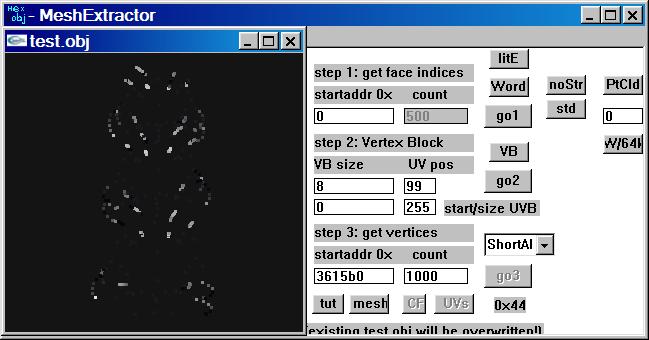 Hex
obj - MeshExtractor
test.obj
litE
step 1: get face indices
Word
noStr
PtCld
startaddr 0x count
std
0
500
go1
0
step 2: Vertex Block
VB
W/64k
VB size UV pos
8
99
go2
0
255
start/size UVB
step 3: get vertices
ShortAl
startaddr 0x count
3615b0
1000
go3
tut
mesh
CF
UVs
0x44
existing test.obj will be overwritten!)